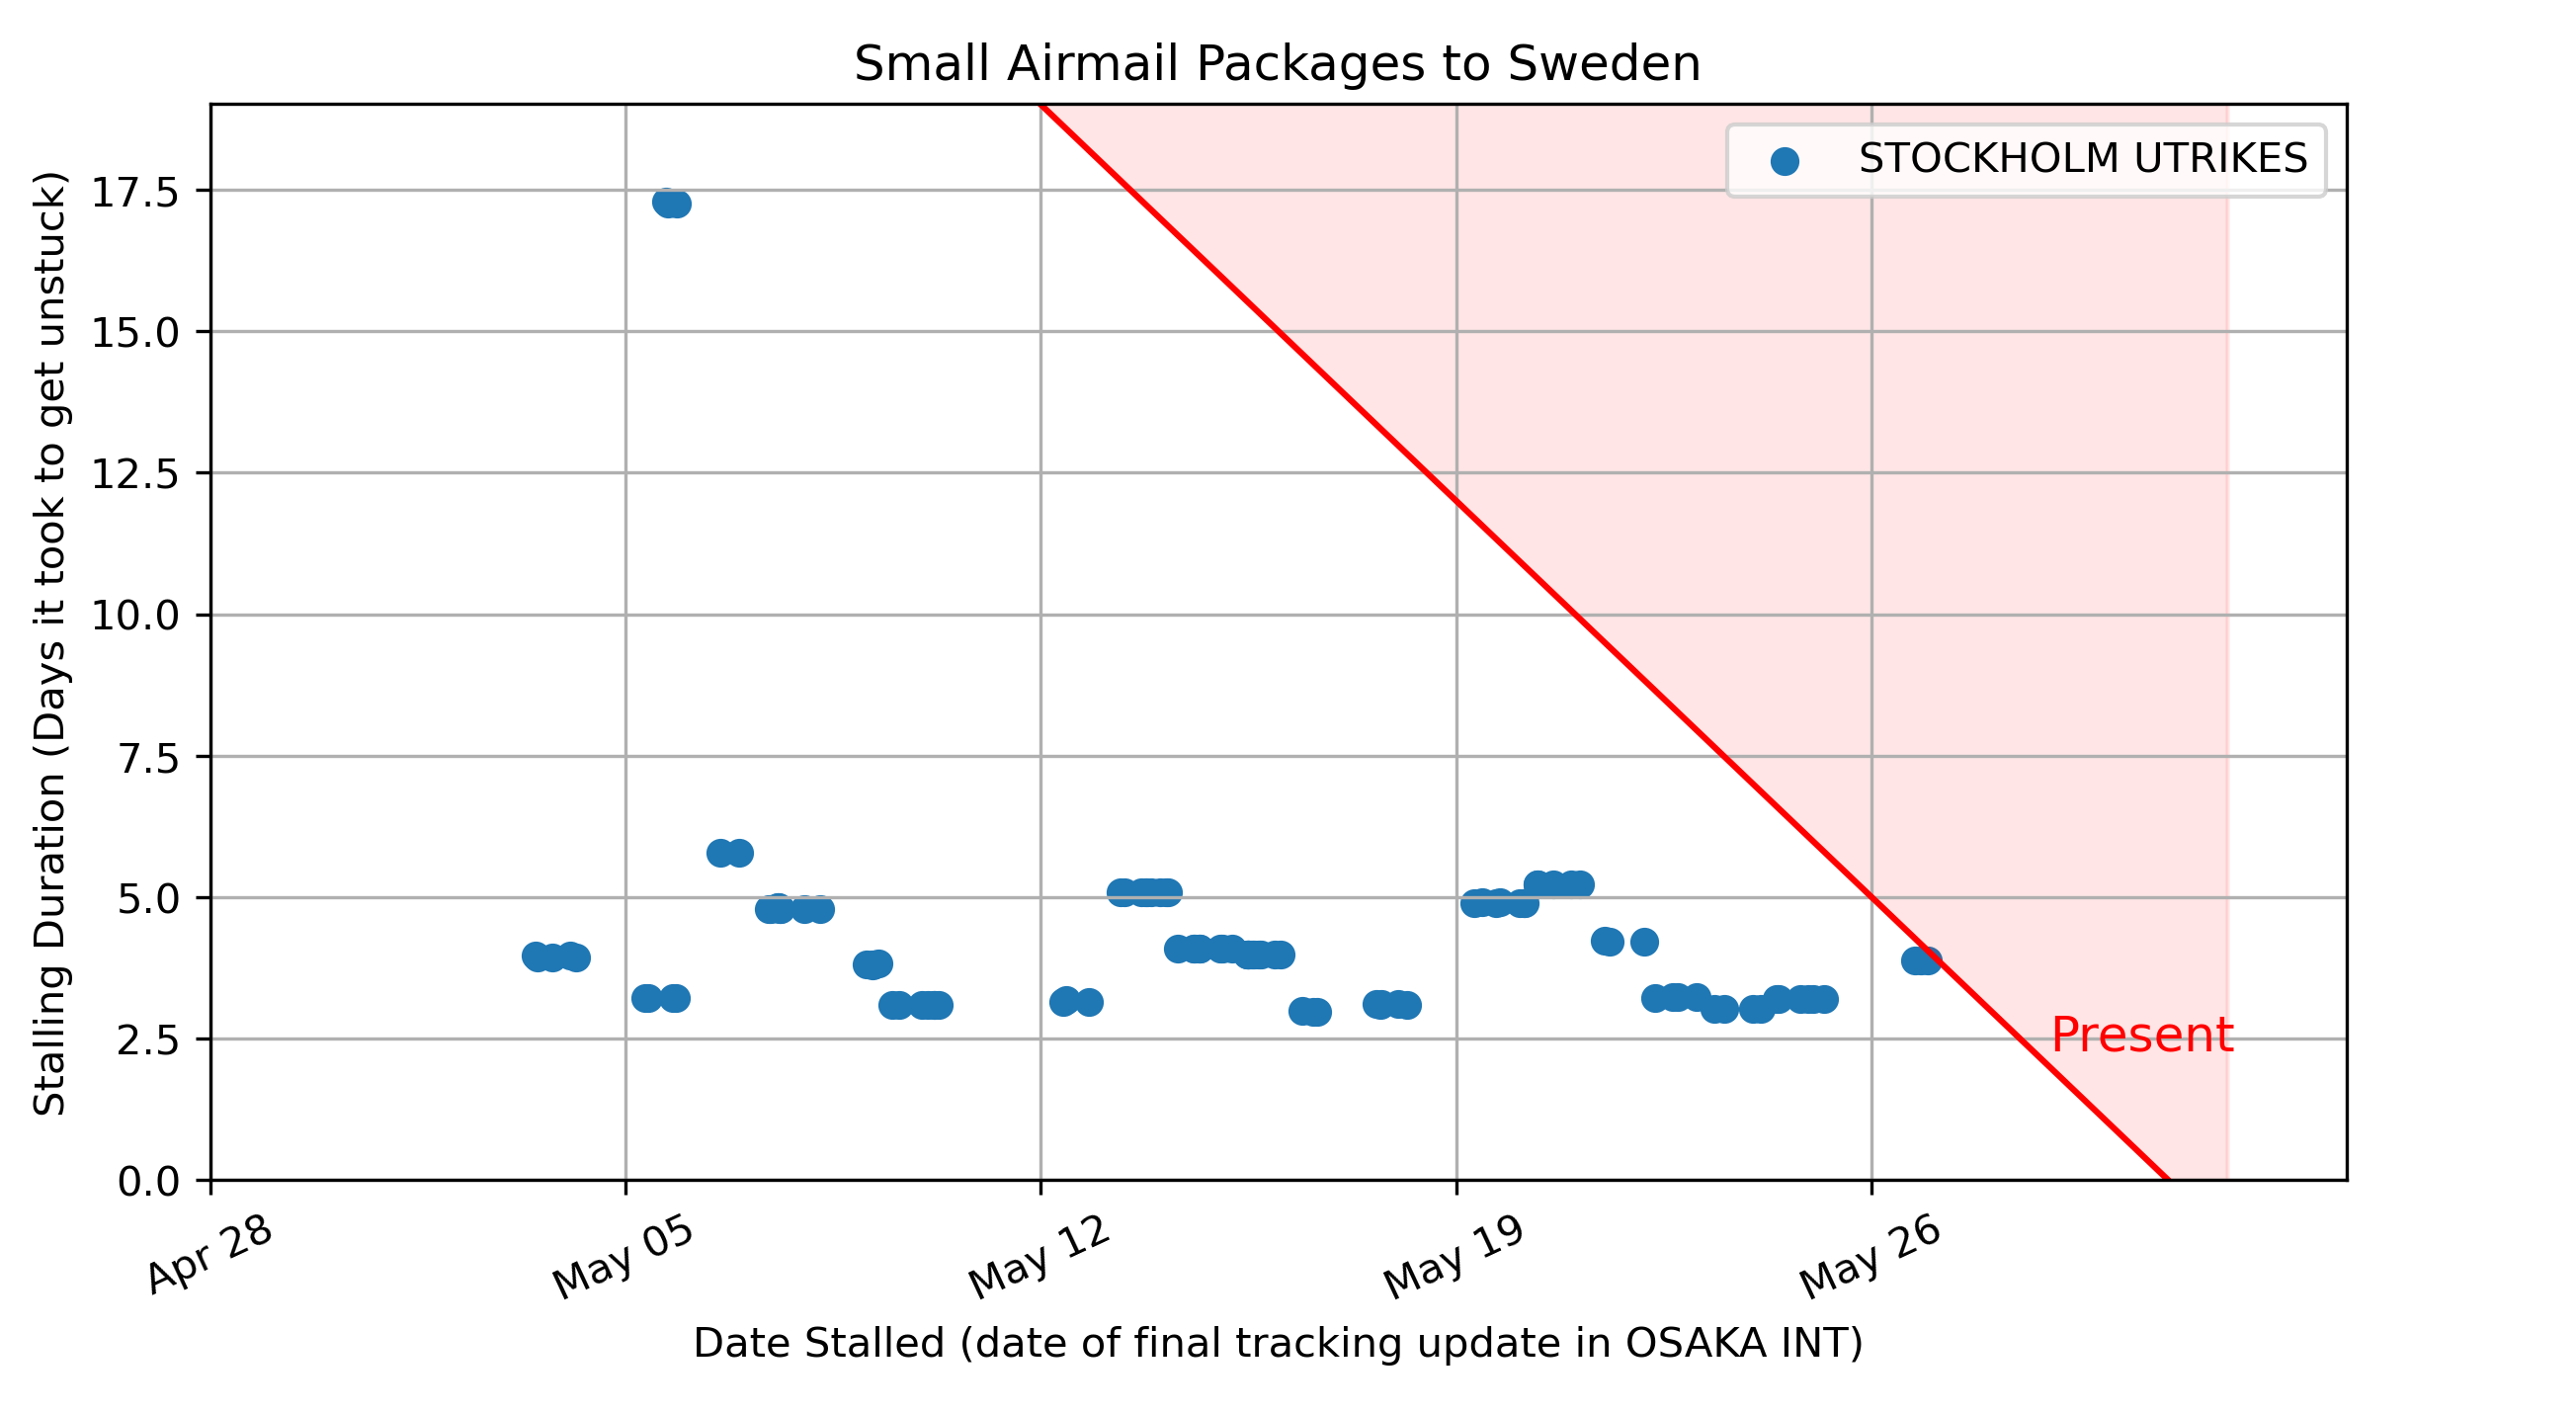 Small Airmail Packages to Sweden
STOCKHOLM UTRIKES
Stalling Duration (Days it took to get unstuck)
17.5
15.0
12.5
10.0
7.5
5.0
2.5
0.0
Present
Apr 28
May 05
May 12
May 19
May 26
Date Stalled (date of final tracking update in OSAKA INT)